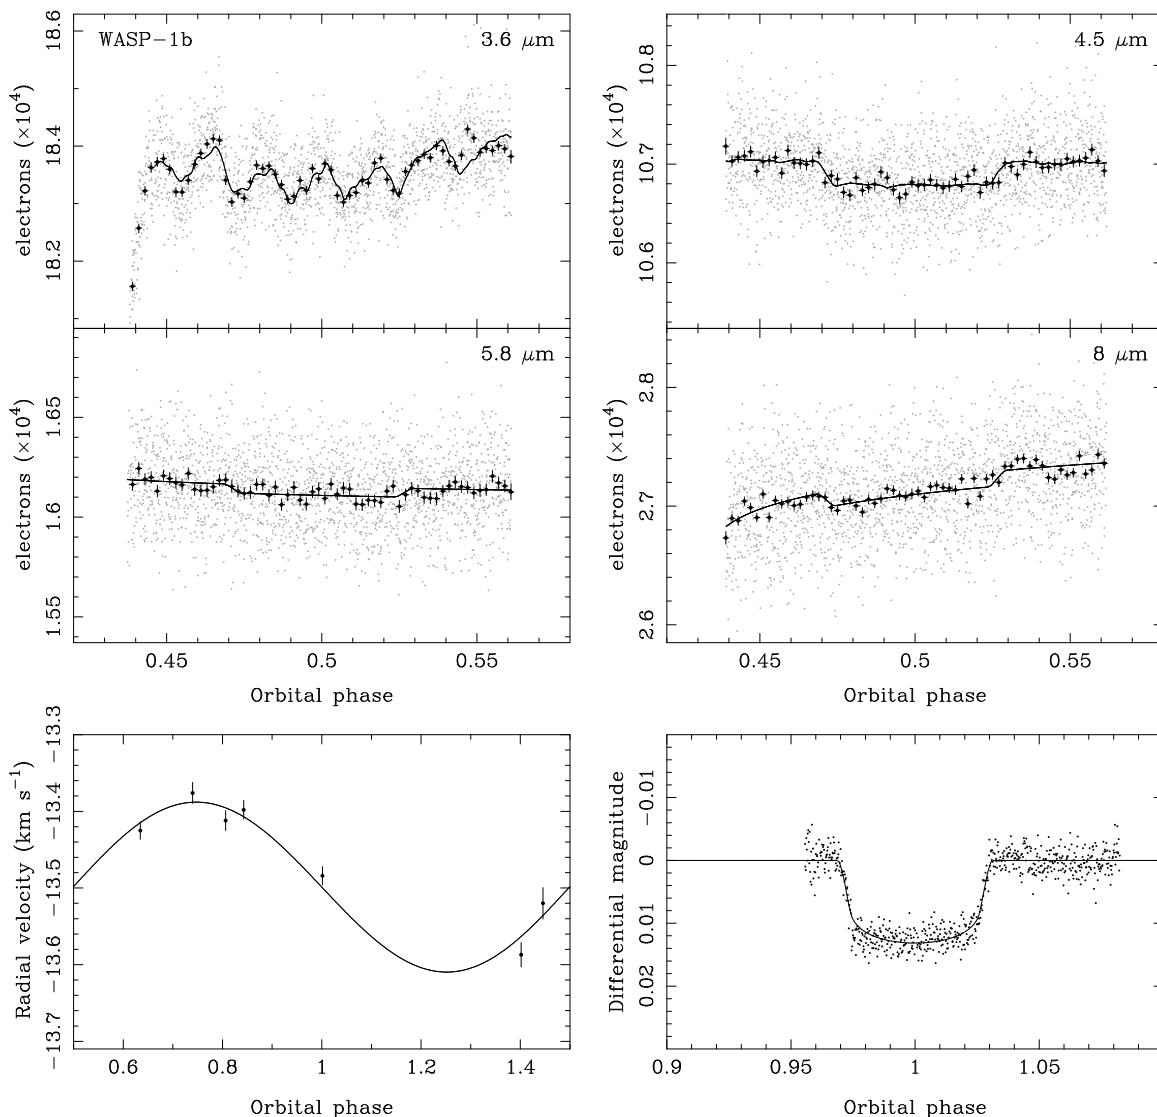 WASP-1b 3.6 μm
electrons (×10⁴)
18.6
18.4
18.2
4.5 μm
electrons (×10⁴)
10.8
10.7
10.6
5.8 μm
electrons (×10⁴)
1.65
1.6
1.55
0.45 0.5 0.55
Orbital phase
8 μm
electrons (×10⁴)
2.8
2.7
2.6
0.45 0.5 0.55
Orbital phase
Radial velocity (km s⁻¹)
−13.3
−13.4
−13.5
−13.6
−13.7
0.6 0.8 1 1.2 1.4
Orbital phase
Differential magnitude
−0.01
0
0.01
0.02
0.9 0.95 1 1.05
Orbital phase